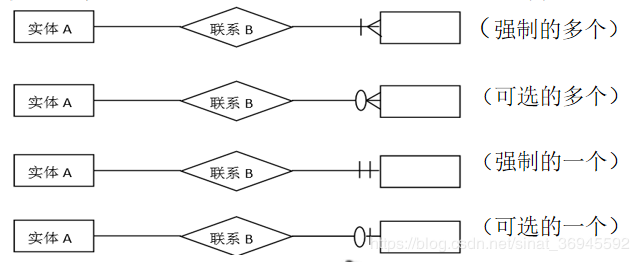 实体 A 联系 B （强制的多个）
实体 A 联系 B （可选的多个）
实体 A 联系 B （强制的一个）
实体 A 联系 B （可选的一个）
https://blog.csdn.net/sinat_36945592